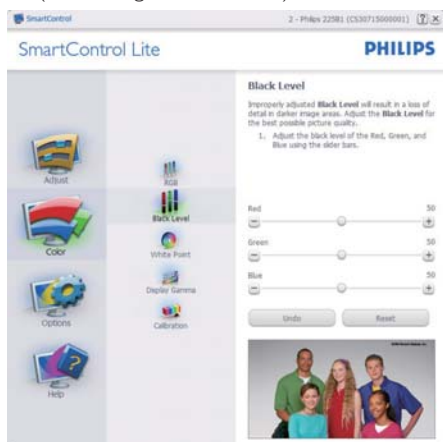 SmartControl
2 - Philips 225B1 (CS30715000001)
SmartControl Lite
PHILIPS
Adjust
Color
Options
Help
RGB
Black Level
White Point
Display Gamma
Calibration
Black Level
Improperly adjusted Black Level will result in a loss of
detail in darker image areas. Adjust the Black Level for
the best possible picture quality.
1. Adjust the black level of the Red, Green, and
Blue using the slider bars.
Red 50
Green 50
Blue 50
Undo Reset